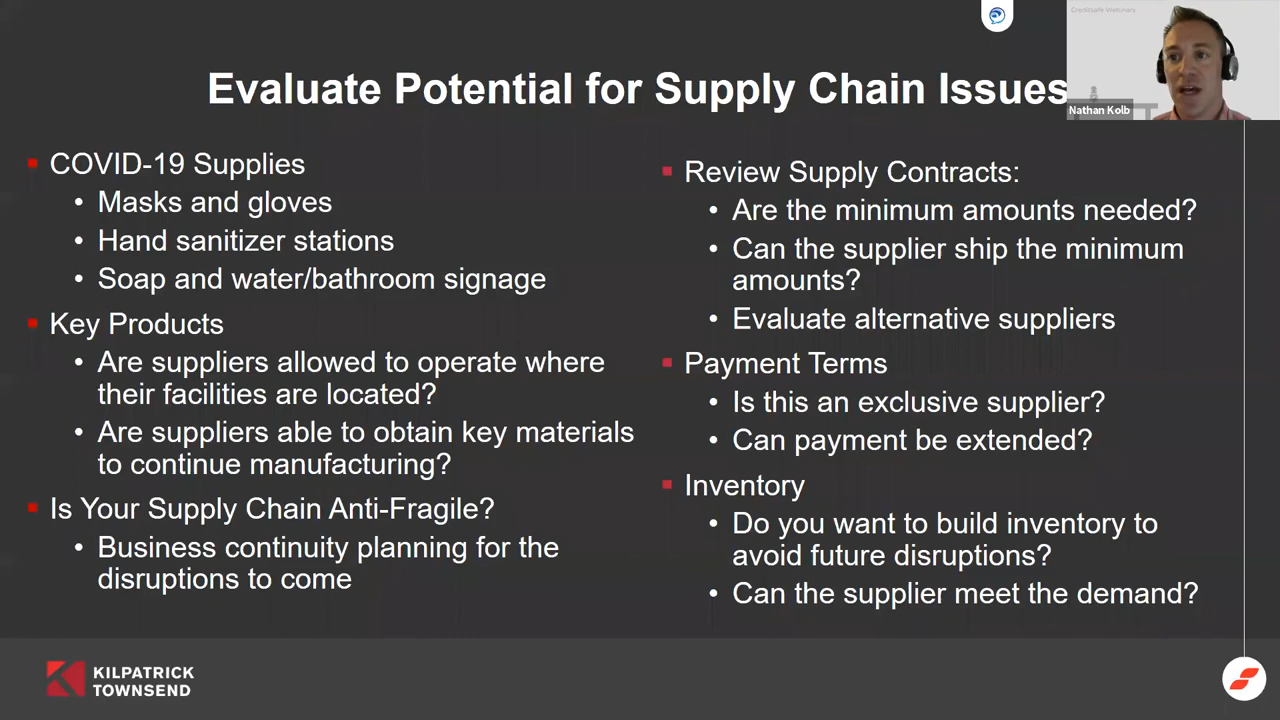 Creditsafe Webinars
Nathan Kolb
Evaluate Potential for Supply Chain Issues
COVID-19 Supplies
Masks and gloves
Hand sanitizer stations
Soap and water/bathroom signage
Key Products
Are suppliers allowed to operate where
their facilities are located?
Are suppliers able to obtain key materials
to continue manufacturing?
Is Your Supply Chain Anti-Fragile?
Business continuity planning for the
disruptions to come
Review Supply Contracts:
Are the minimum amounts needed?
Can the supplier ship the minimum
amounts?
Evaluate alternative suppliers
Payment Terms
Is this an exclusive supplier?
Can payment be extended?
Inventory
Do you want to build inventory to
avoid future disruptions?
Can the supplier meet the demand?
KILPATRICK
TOWNSEND